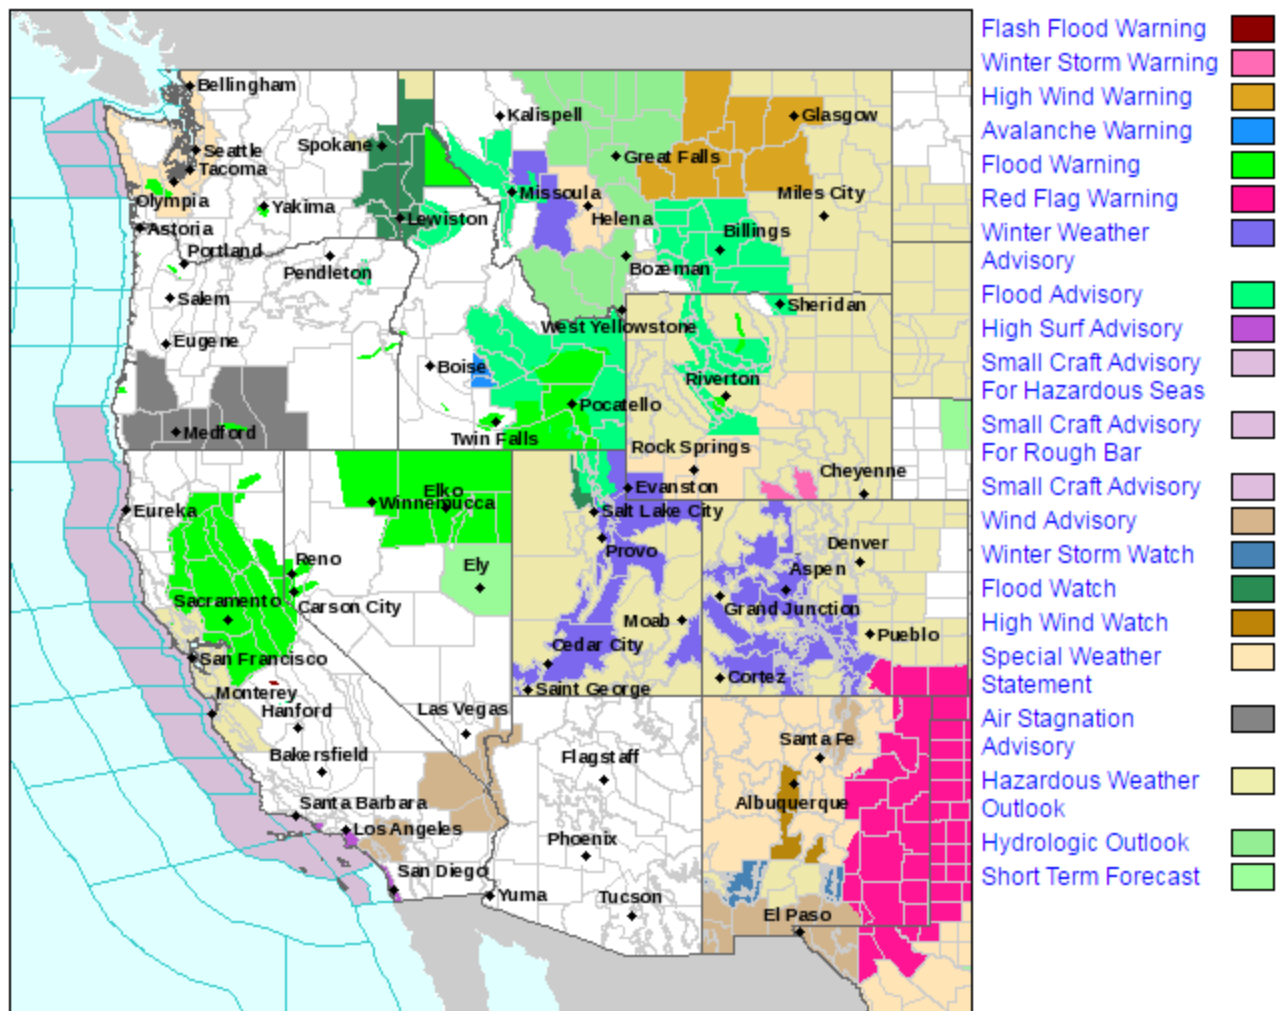 Bellingham
Seattle
Tacoma
Olympia
Yakima
Astoria
Portland
Pendleton
Salem
Eugene
Medford
Spokane
Lewiston
Kalispell
Great Falls
Glasgow
Missoula
Helena
Miles City
Billings
Bozeman
Sheridan
West Yellowstone
Boise
Pocatello
Twin Falls
Riverton
Rock Springs
Cheyenne
Evanston
Eureka
Elko
Winnemucca
Reno
Ely
Carson City
Sacramento
San Francisco
Monterey
Hanford
Bakersfield
Las Vegas
Salt Lake City
Provo
Moab
Cedar City
Saint George
Denver
Aspen
Grand Junction
Pueblo
Cortez
Santa Barbara
Los Angeles
San Diego
Flagstaff
Phoenix
Yuma
Tucson
Santa Fe
Albuquerque
El Paso
Flash Flood Warning
Winter Storm Warning
High Wind Warning
Avalanche Warning
Flood Warning
Red Flag Warning
Winter Weather
Advisory
Flood Advisory
High Surf Advisory
Small Craft Advisory
For Hazardous Seas
Small Craft Advisory
For Rough Bar
Small Craft Advisory
Wind Advisory
Winter Storm Watch
Flood Watch
High Wind Watch
Special Weather
Statement
Air Stagnation
Advisory
Hazardous Weather
Outlook
Hydrologic Outlook
Short Term Forecast